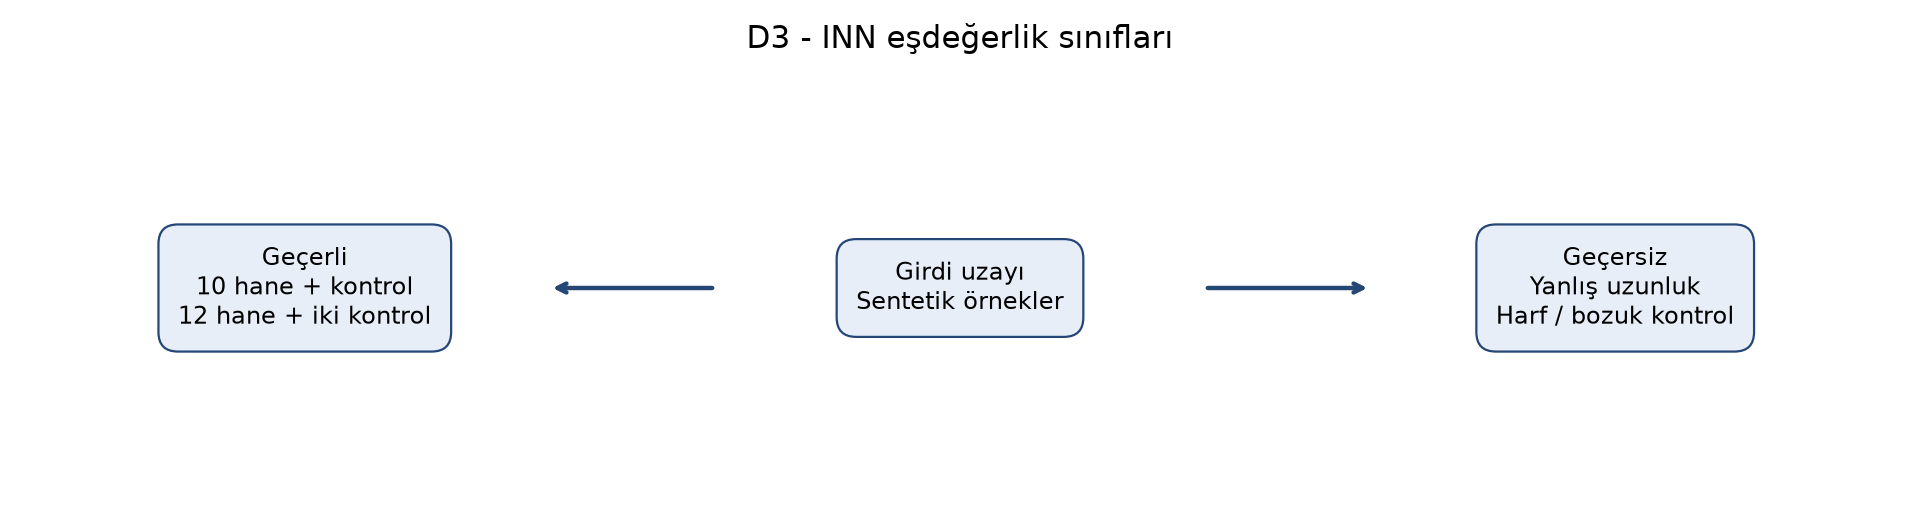 D3 - INN eşdeğerlik sınıfları
Geçerli
10 hane + kontrol
12 hane + iki kontrol
Girdi uzayı
Sentetik örnekler
Geçersiz
Yanlış uzunluk
Harf / bozuk kontrol